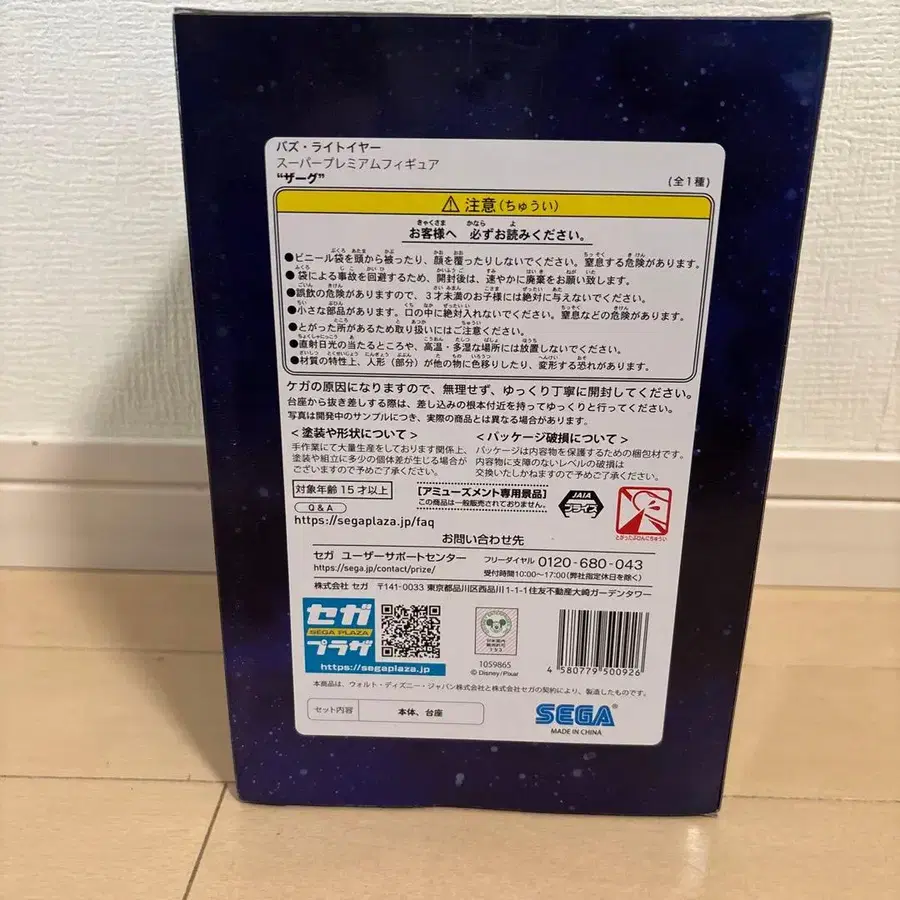 バズ・ライトイヤー
スーパープレミアムフィギュア
“ザーグ”
(全1種)
⚠ 注意(ちゅうい)
お客様へ 必ずお読みください。
●ビニール袋を頭から被ったり、顔を覆ったりしないでください。窒息する危険があります。
●袋による事故を回避するため、開封後は、速やかに廃棄をお願い致します。
●誤飲の危険がありますので、3才未満のお子様には絶対に与えないでください。
●小さな部品があります。口の中に絶対入れないでください。窒息などの危険があります。
●とがった所があるため取り扱いにはご注意ください。
●直射日光の当たるところや、高温・多湿な場所には放置しないでください。
●材質の特性上、人形(部分)が他の物に色移りしたり、変形する恐れがあります。
ケガの原因になりますので、無理せず、ゆっくり丁寧に開封してください。
台座から抜き差しする際は、差し込みの根本付近を持ってゆっくりと行ってください。
写真は開発中のサンプルにつき、実際の商品とは異なる場合があります。
<塗装や形状について>
手作業にて大量生産をしております関係上、
塗装や組立に多少の個体差が生じる場合が
ございますので予めご了承ください。
<パッケージ破損について>
パッケージは内容物を保護するための梱包材です。
内容物に支障のないレベルの破損は
交換いたしかねますので予めご了承ください。
対象年齢15才以上
Q&A
https://segaplaza.jp/faq
[アミューズメント専用景品]
この商品は一般販売されておりません。
JAIA
プライズ
とがったぶひんにちゅうい
お問い合わせ先
セガ ユーザーサポートセンター
https://sega.jp/contact/prize/
フリーダイヤル 0120-680-043
受付時間10:00~17:00(弊社指定休日を除く)
株式会社 セガ 〒141-0033 東京都品川区西品川1-1-1住友不動産大崎ガーデンタワー
セガ
SEGA PLAZA
プラザ
https://segaplaza.jp
1059865
© Disney/Pixar
4 580779 500926
本商品は、ウォルト・ディズニー・ジャパン株式会社と株式会社セガの契約により、製造したものです。
セット内容 本体、台座
SEGA®
MADE IN CHINA